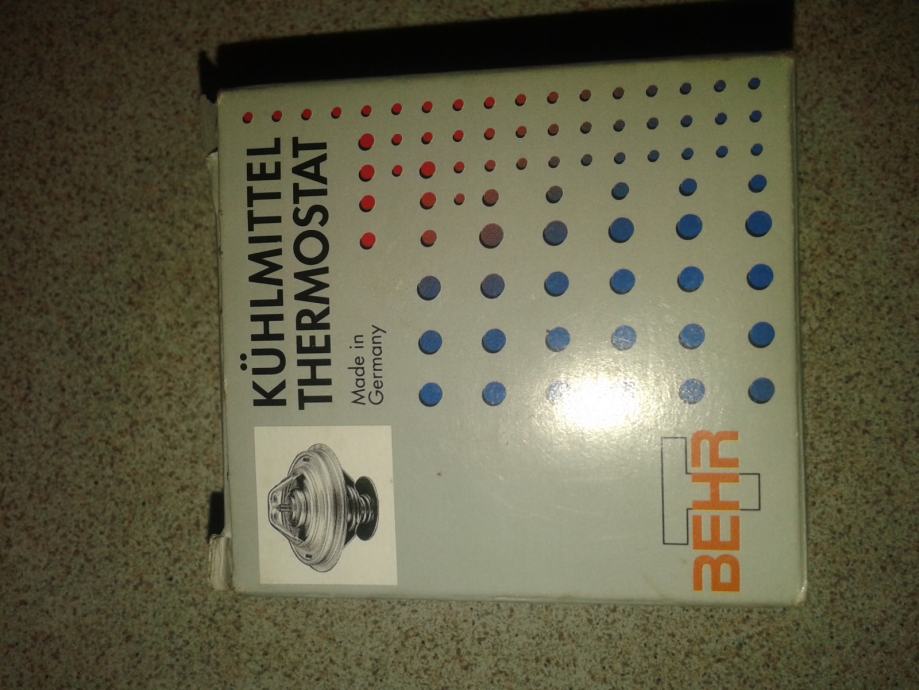 KÜHLMITTEL
THERMOSTAT
Made in
Germany
BEHR